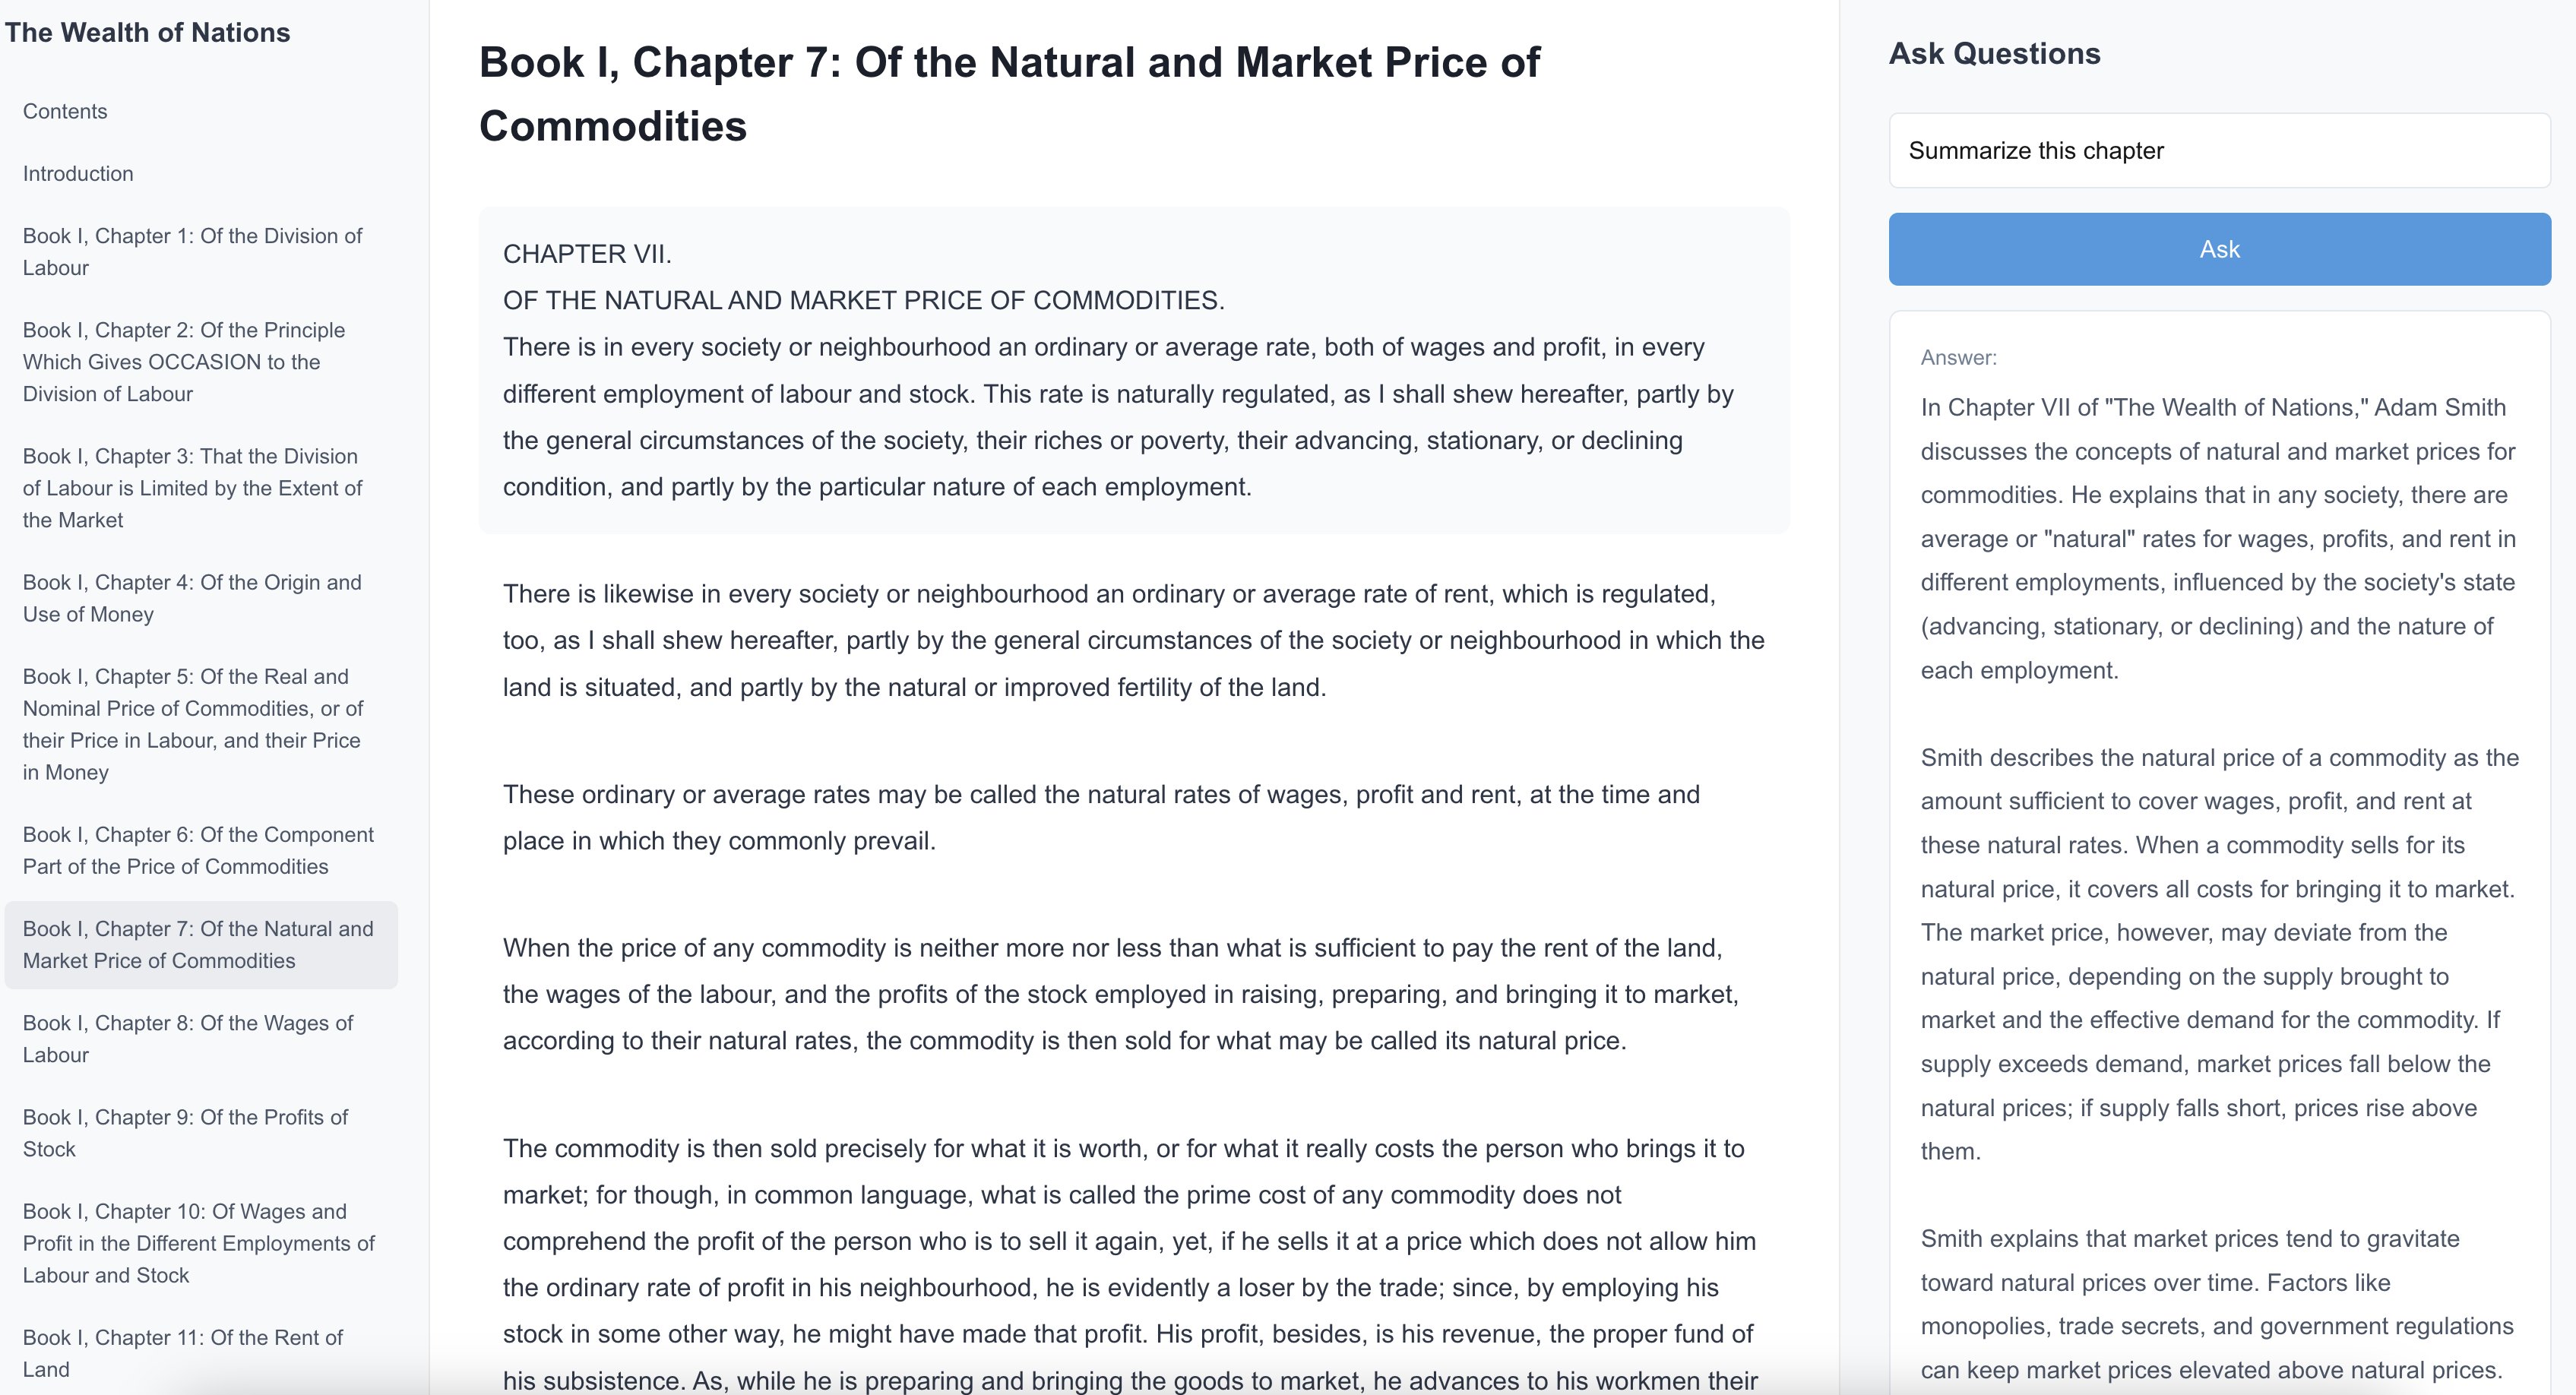 The Wealth of Nations
Contents
Introduction
Book I, Chapter 1: Of the Division of
Labour
Book I, Chapter 2: Of the Principle
Which Gives OCCASION to the
Division of Labour
Book I, Chapter 3: That the Division
of Labour is Limited by the Extent of
the Market
Book I, Chapter 4: Of the Origin and
Use of Money
Book I, Chapter 5: Of the Real and
Nominal Price of Commodities, or of
their Price in Labour, and their Price
in Money
Book I, Chapter 6: Of the Component
Part of the Price of Commodities
Book I, Chapter 7: Of the Natural and
Market Price of Commodities
Book I, Chapter 8: Of the Wages of
Labour
Book I, Chapter 9: Of the Profits of
Stock
Book I, Chapter 10: Of Wages and
Profit in the Different Employments of
Labour and Stock
Book I, Chapter 11: Of the Rent of
Land
Book I, Chapter 7: Of the Natural and Market Price of
Commodities
CHAPTER VII.
OF THE NATURAL AND MARKET PRICE OF COMMODITIES.
There is in every society or neighbourhood an ordinary or average rate, both of wages and profit, in every
different employment of labour and stock. This rate is naturally regulated, as I shall shew hereafter, partly by
the general circumstances of the society, their riches or poverty, their advancing, stationary, or declining
condition, and partly by the particular nature of each employment.
There is likewise in every society or neighbourhood an ordinary or average rate of rent, which is regulated,
too, as I shall shew hereafter, partly by the general circumstances of the society or neighbourhood in which the
land is situated, and partly by the natural or improved fertility of the land.
These ordinary or average rates may be called the natural rates of wages, profit and rent, at the time and
place in which they commonly prevail.
When the price of any commodity is neither more nor less than what is sufficient to pay the rent of the land,
the wages of the labour, and the profits of the stock employed in raising, preparing, and bringing it to market,
according to their natural rates, the commodity is then sold for what may be called its natural price.
The commodity is then sold precisely for what it is worth, or for what it really costs the person who brings it to
market; for though, in common language, what is called the prime cost of any commodity does not
comprehend the profit of the person who is to sell it again, yet, if he sells it at a price which does not allow him
the ordinary rate of profit in his neighbourhood, he is evidently a loser by the trade; since, by employing his
stock in some other way, he might have made that profit. His profit, besides, is his revenue, the proper fund of
his subsistence. As, while he is preparing and bringing the goods to market, he advances to his workmen their
Ask Questions
Summarize this chapter
Ask
Answer:
In Chapter VII of "The Wealth of Nations," Adam Smith
discusses the concepts of natural and market prices for
commodities. He explains that in any society, there are
average or "natural" rates for wages, profits, and rent in
different employments, influenced by the society's state
(advancing, stationary, or declining) and the nature of
each employment.
Smith describes the natural price of a commodity as the
amount sufficient to cover wages, profit, and rent at
these natural rates. When a commodity sells for its
natural price, it covers all costs for bringing it to market.
The market price, however, may deviate from the
natural price, depending on the supply brought to
market and the effective demand for the commodity. If
supply exceeds demand, market prices fall below the
natural prices; if supply falls short, prices rise above
them.
Smith explains that market prices tend to gravitate
toward natural prices over time. Factors like
monopolies, trade secrets, and government regulations
can keep market prices elevated above natural prices.